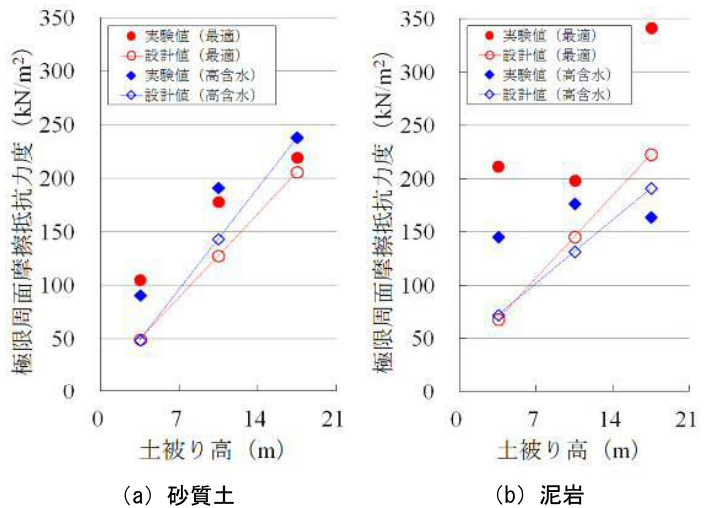 極限周面摩擦抵抗力度（kN/m²）
350
300
250
200
150
100
50
0
実験値（最適）
設計値（最適）
実験値（高含水）
設計値（高含水）
0 7 14 21
土被り高（m）
（a）砂質土
極限周面摩擦抵抗力度（kN/m²）
350
300
250
200
150
100
50
0
実験値（最適）
設計値（最適）
実験値（高含水）
設計値（高含水）
0 7 14 21
土被り高（m）
（b）泥岩